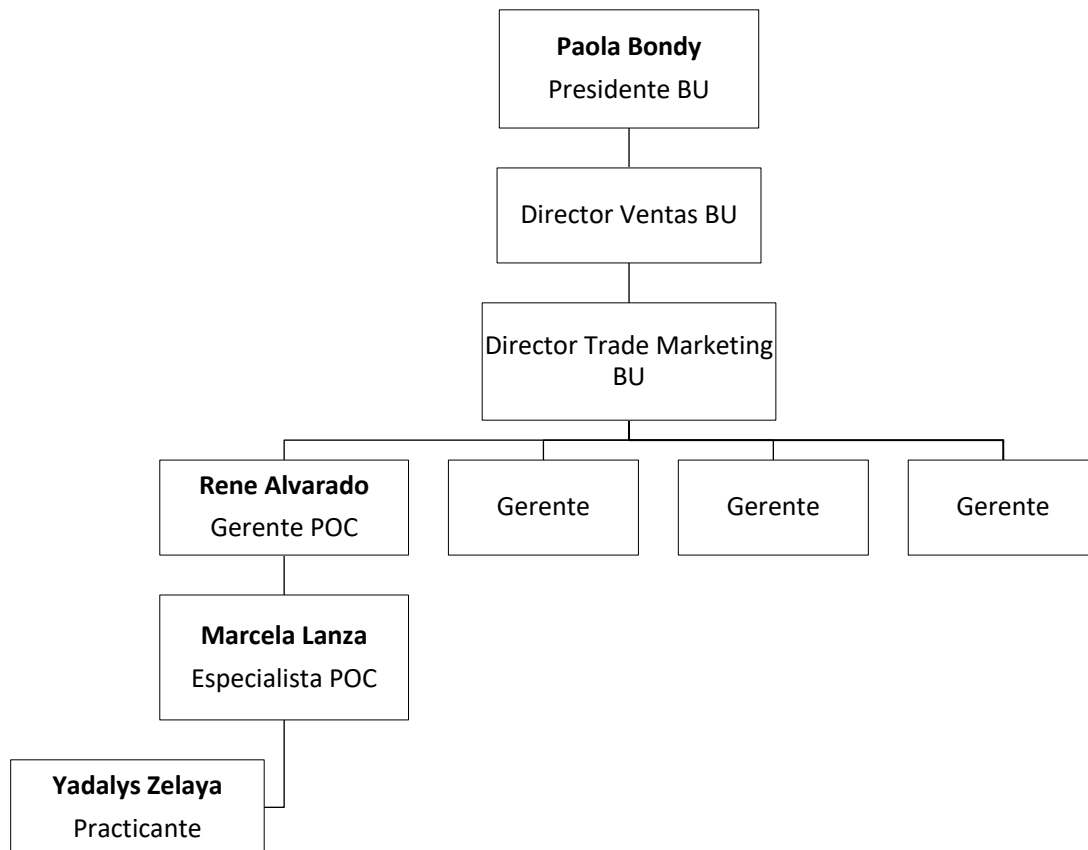 Paola Bondy
Presidente BU
Director Ventas BU
Director Trade Marketing
BU
Rene Alvarado
Gerente POC
Gerente
Gerente
Gerente
Marcela Lanza
Especialista POC
Yadalys Zelaya
Practicante